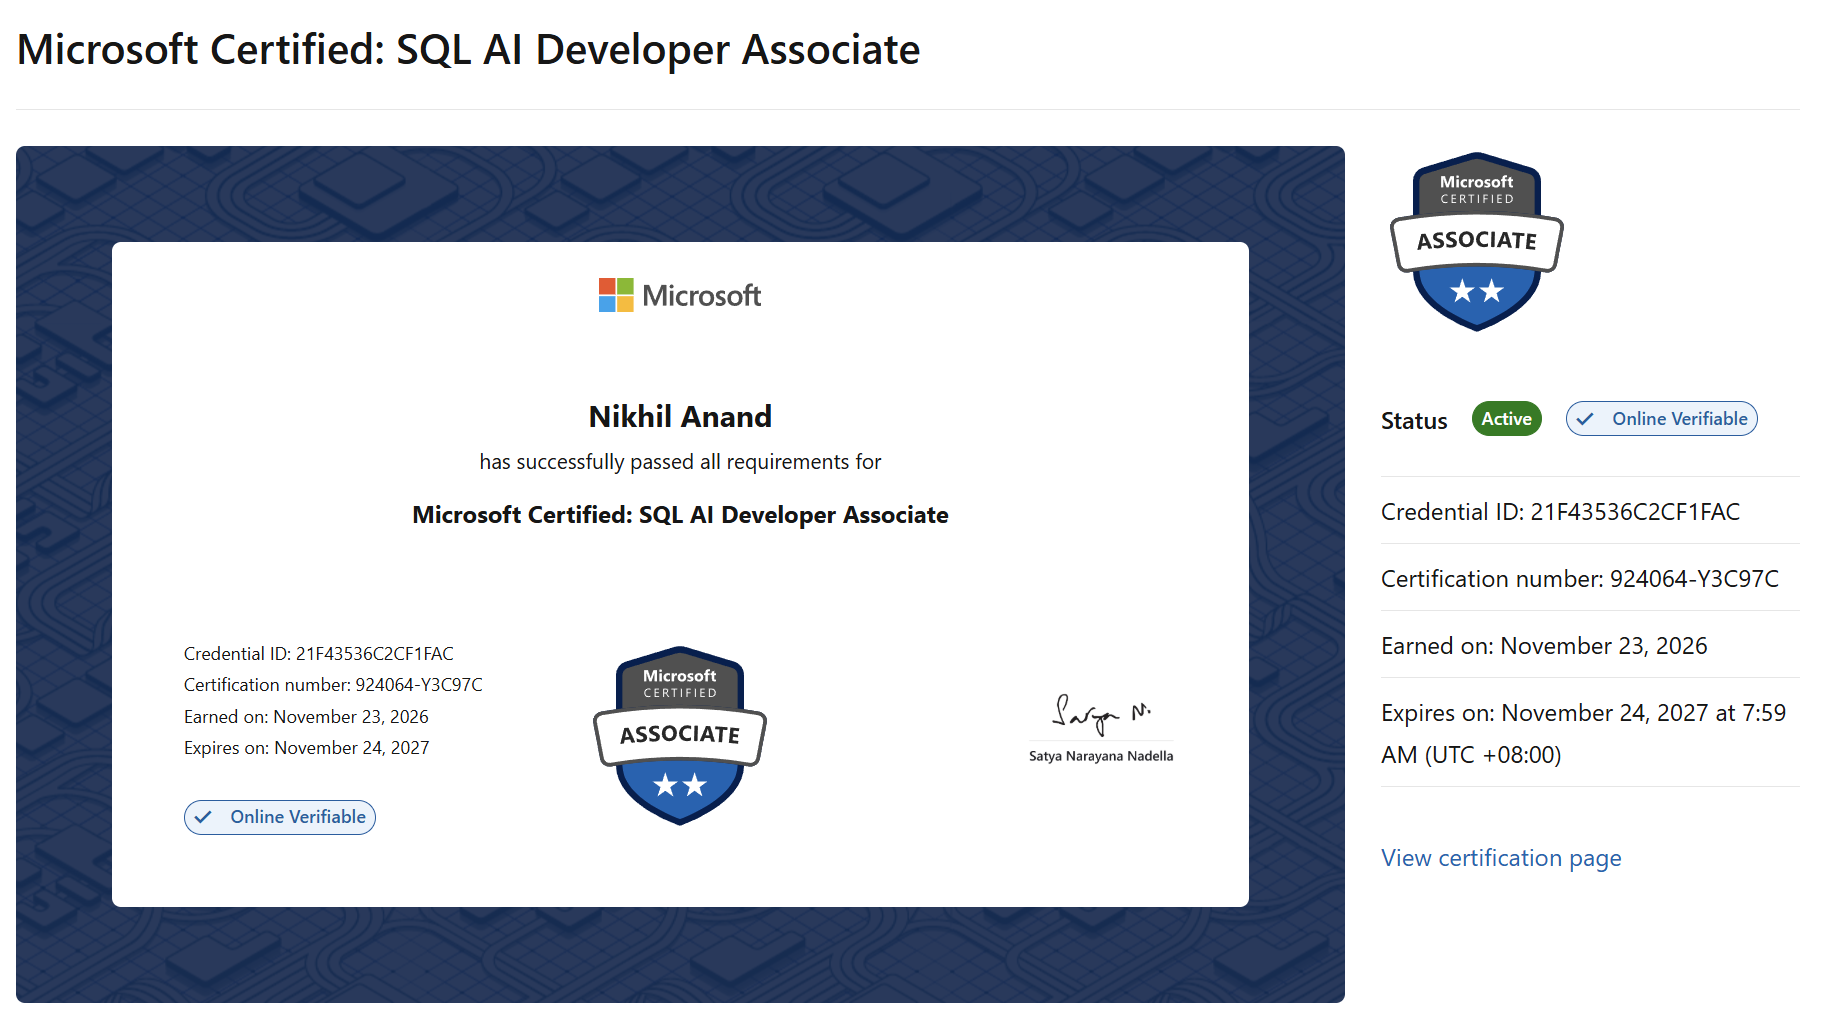 Microsoft Certified: SQL AI Developer Associate
Microsoft
Nikhil Anand
has successfully passed all requirements for
Microsoft Certified: SQL AI Developer Associate
Credential ID: 21F43536C2CF1FAC
Certification number: 924064-Y3C97C
Earned on: November 23, 2026
Expires on: November 24, 2027
Online Verifiable
Microsoft
CERTIFIED
ASSOCIATE
Satya N.
Satya Narayana Nadella
Microsoft
CERTIFIED
ASSOCIATE
Status Active Online Verifiable
Credential ID: 21F43536C2CF1FAC
Certification number: 924064-Y3C97C
Earned on: November 23, 2026
Expires on: November 24, 2027 at 7:59
AM (UTC +08:00)
View certification page